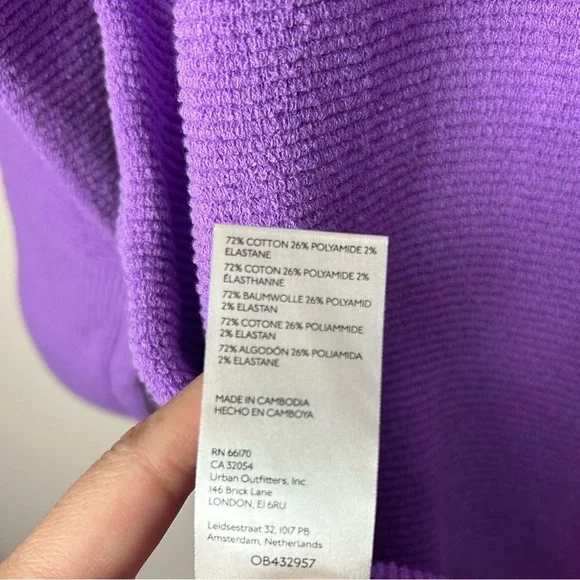 72% COTTON 26% POLYAMIDE 2%
ELASTANE
72% COTON 26% POLYAMIDE 2%
ÉLASTHANNE
72% BAUMWOLLE 26% POLYAMID
2% ELASTAN
72% COTONE 26% POLIAMMIDE
2% ELASTAN
72% ALGODÓN 26% POLIAMIDA
2% ELASTANE
MADE IN CAMBODIA
HECHO EN CAMBOYA
RN 66170
CA 32054
Urban Outfitters, Inc.
146 Brick Lane
LONDON, E1 6RU
Leidsestraat 32, 1017 PB
Amsterdam, Netherlands
OB432957